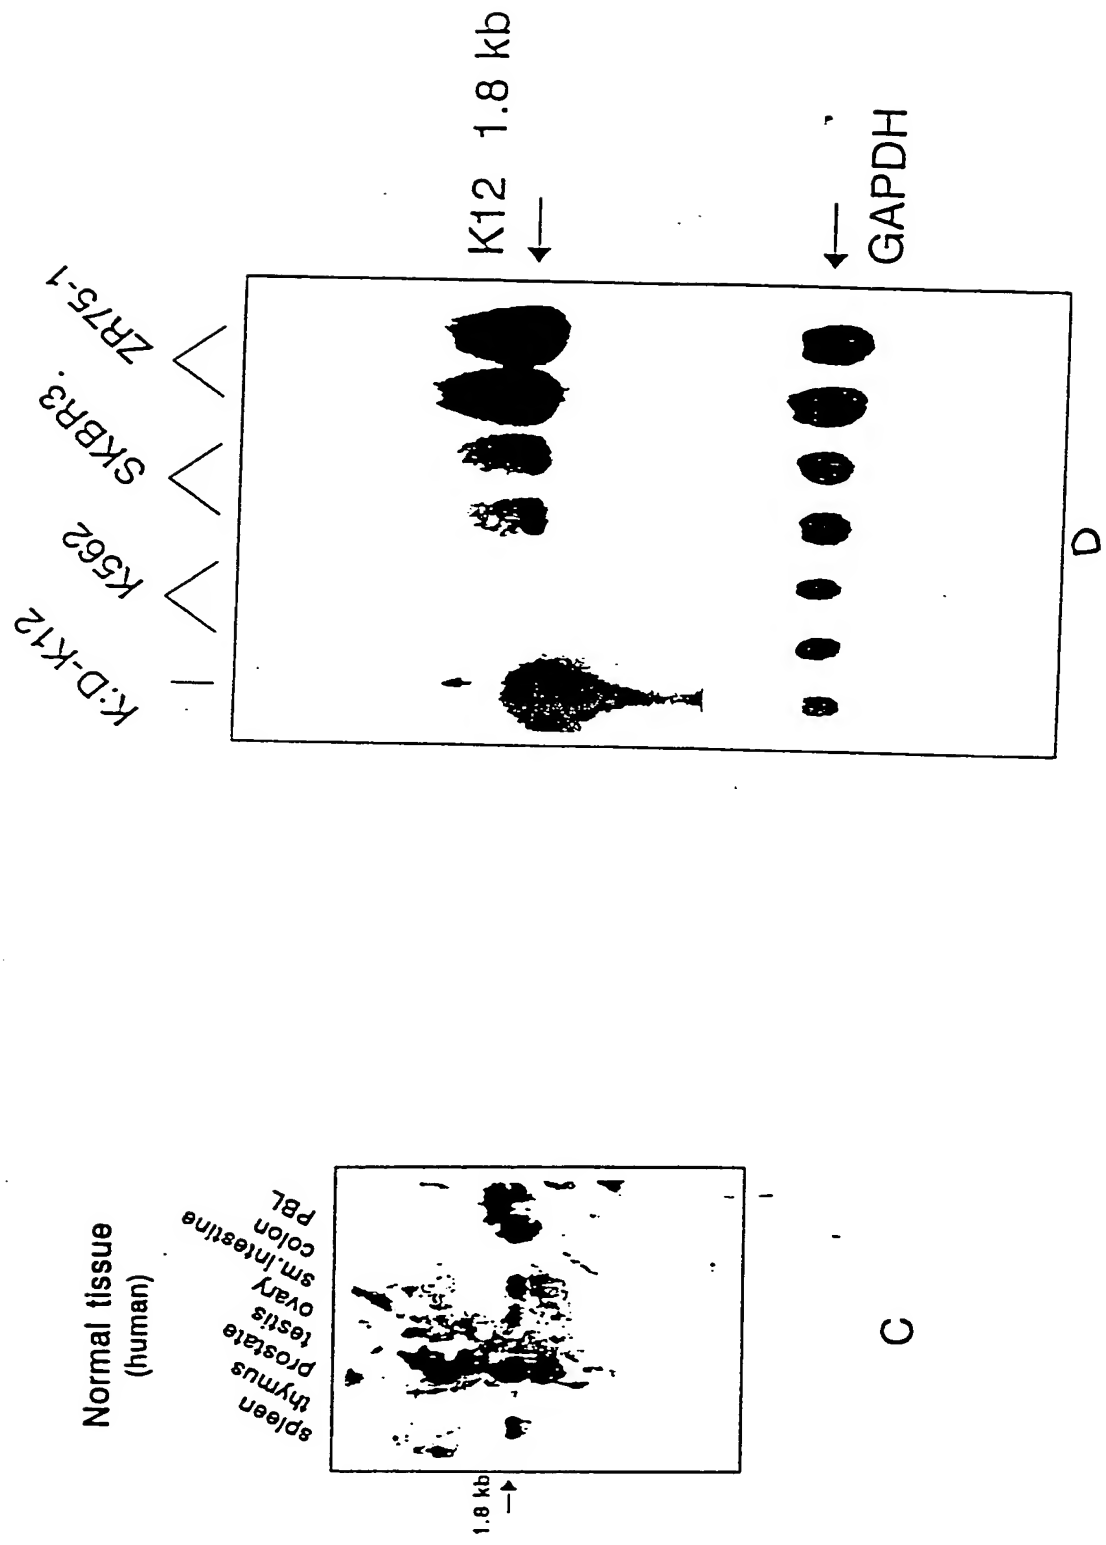 K:D-K12
K562
SKBR3.
ZR75-1
K12 1.8 kb
GAPDH
D
Normal tissue
(human)
spleen
thymus
prostate
testis
ovary
sm.intestine
colon
PBL
1.8 kb
C